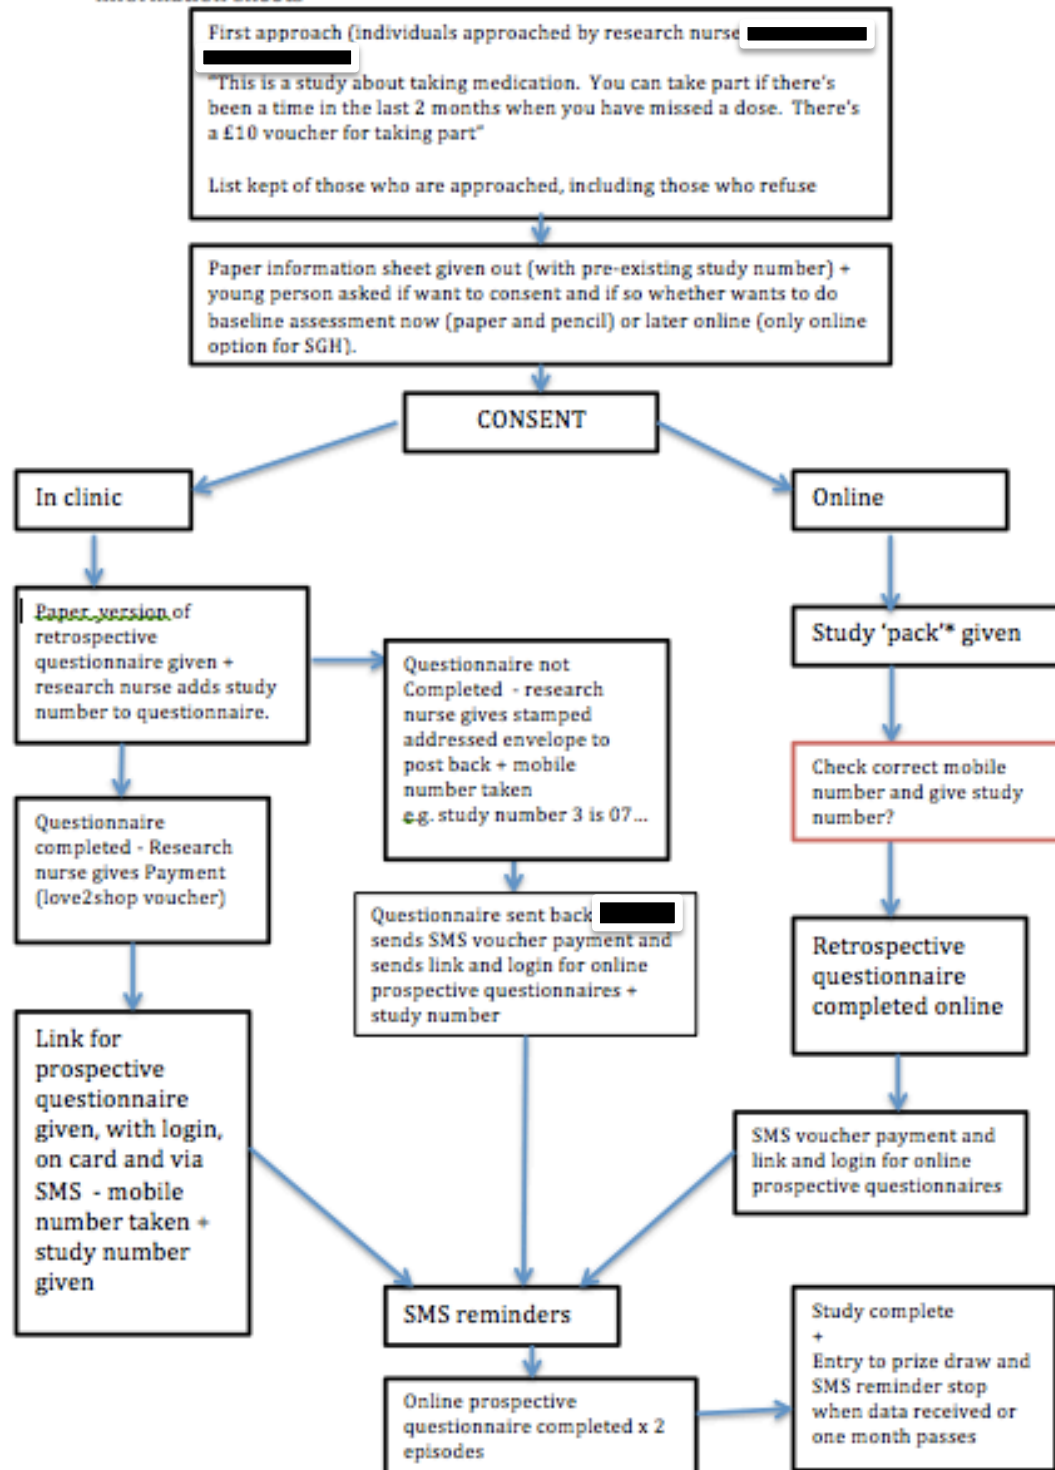 First approach (individuals approached by research nurse
"This is a study about taking medication. You can take part if there's
been a time in the last 2 months when you have missed a dose. There's
a £10 voucher for taking part"
List kept of those who are approached, including those who refuse
Paper information sheet given out (with pre-existing study number) +
young person asked if want to consent and if so whether wants to do
baseline assessment now (paper and pencil) or later online (only online
option for SGH).
CONSENT
In clinic
Online
Paper version of
retrospective
questionnaire given +
research nurse adds study
number to questionnaire.
Questionnaire not
Completed - research
nurse gives stamped
addressed envelope to
post back + mobile
number taken
e.g. study number 3 is 07...
Study 'pack'* given
Check correct mobile
number and give study
number?
Questionnaire
completed - Research
nurse gives Payment
(love2shop voucher)
Questionnaire sent back
sends SMS voucher payment and
sends link and login for online
prospective questionnaires +
study number
Retrospective
questionnaire
completed online
Link for
prospective
questionnaire
given, with login,
on card and via
SMS - mobile
number taken +
study number
given
SMS voucher payment and
link and login for online
prospective questionnaires
SMS reminders
Online prospective
questionnaire completed x 2
episodes
Study complete
+
Entry to prize draw and
SMS reminder stop
when data received or
one month passes